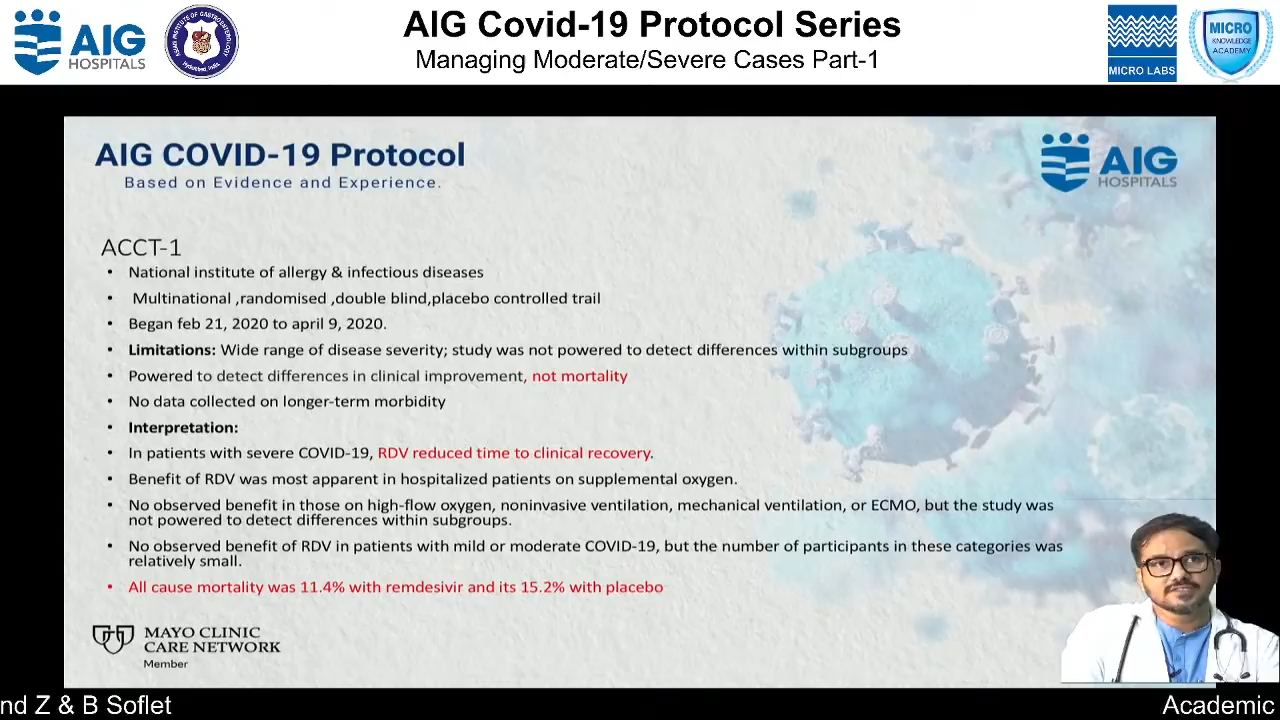 AIG
HOSPITALS
AIG Covid-19 Protocol Series
Managing Moderate/Severe Cases Part-1
MICRO LABS
MICRO
KNOWLEDGE
ACADEMY
AIG COVID-19 Protocol
Based on Evidence and Experience.
AIG
HOSPITALS
ACCT-1
• National institute of allergy & infectious diseases
• Multinational ,randomised ,double blind,placebo controlled trail
• Began feb 21, 2020 to april 9, 2020.
• Limitations: Wide range of disease severity; study was not powered to detect differences within subgroups
• Powered to detect differences in clinical improvement, not mortality
• No data collected on longer-term morbidity
• Interpretation:
• In patients with severe COVID-19, RDV reduced time to clinical recovery.
• Benefit of RDV was most apparent in hospitalized patients on supplemental oxygen.
• No observed benefit in those on high-flow oxygen, noninvasive ventilation, mechanical ventilation, or ECMO, but the study was
not powered to detect differences within subgroups.
• No observed benefit of RDV in patients with mild or moderate COVID-19, but the number of participants in these categories was
relatively small.
• All cause mortality was 11.4% with remdesivir and its 15.2% with placebo
MAYO CLINIC
CARE NETWORK
Member
nd Z & B Soflet
Academic